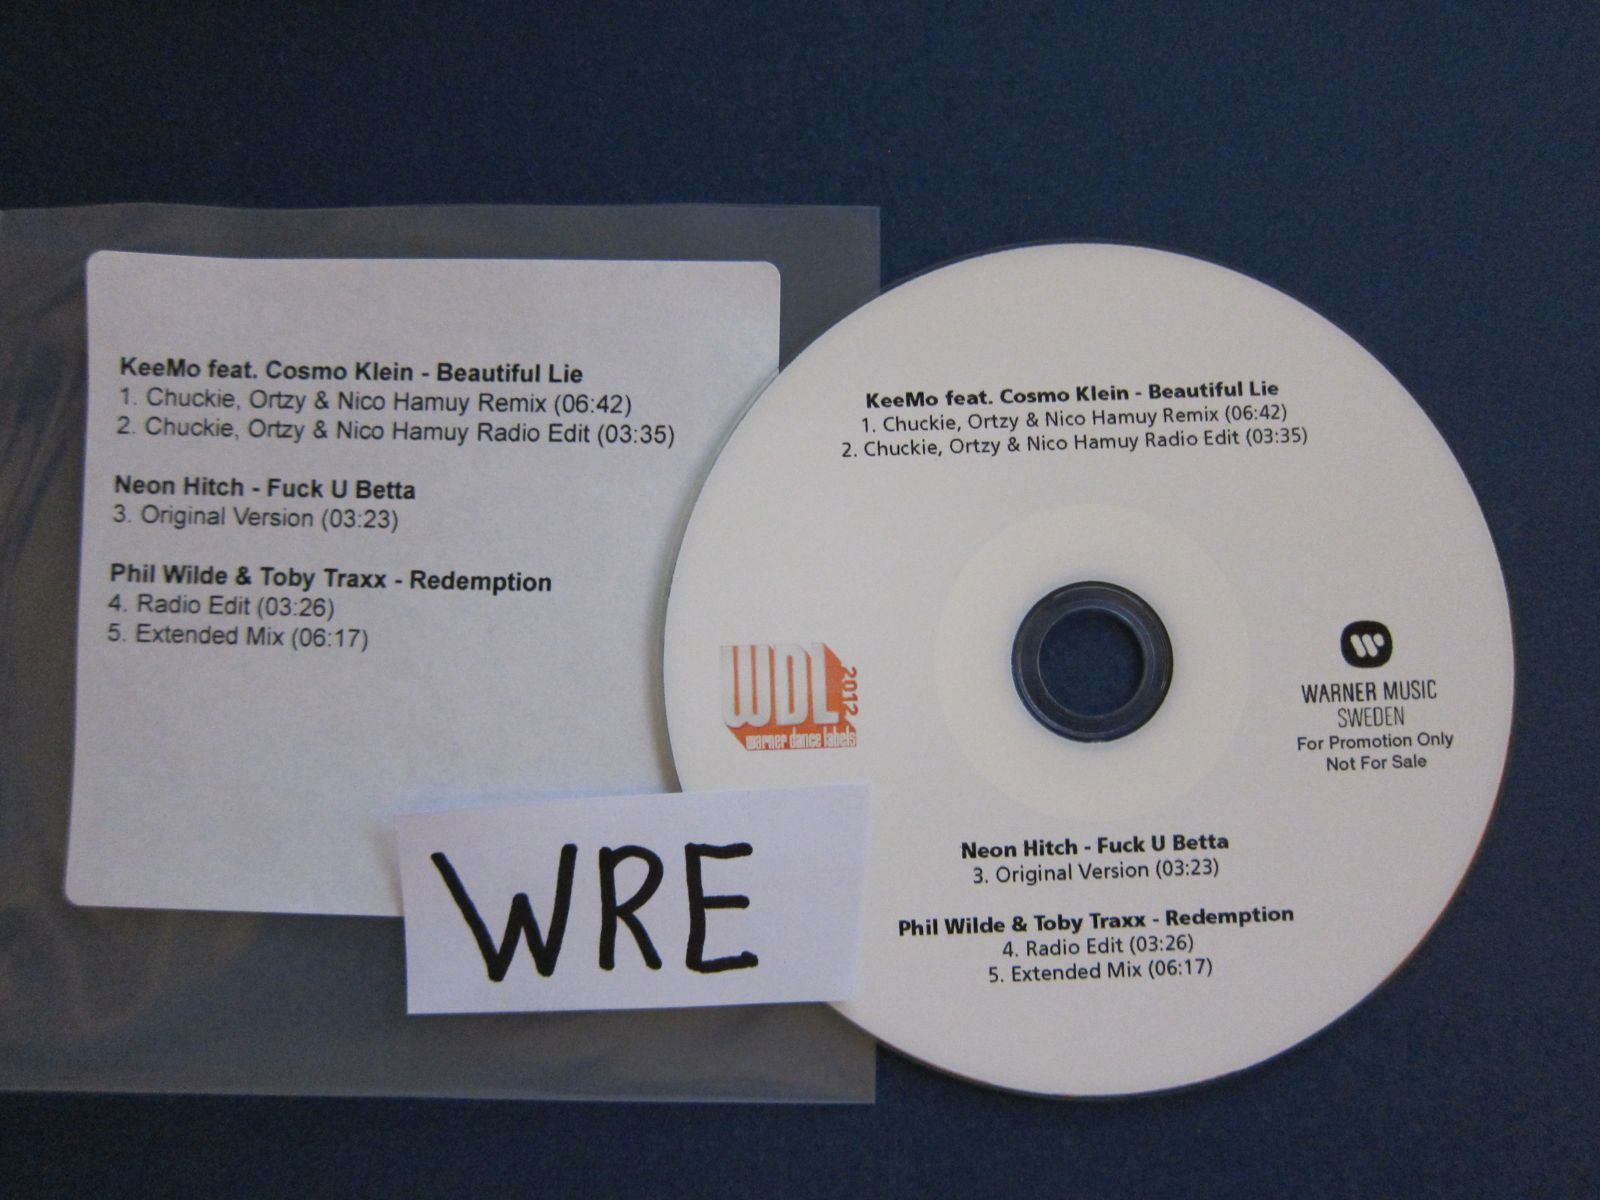 KeeMo feat. Cosmo Klein - Beautiful Lie
1. Chuckie, Ortzy & Nico Hamuy Remix (06:42)
2. Chuckie, Ortzy & Nico Hamuy Radio Edit (03:35)
Neon Hitch - Fuck U Betta
3. Original Version (03:23)
Phil Wilde & Toby Traxx - Redemption
4. Radio Edit (03:26)
5. Extended Mix (06:17)
WRE
KeeMo feat. Cosmo Klein - Beautiful Lie
1. Chuckie, Ortzy & Nico Hamuy Remix (06:42)
2. Chuckie, Ortzy & Nico Hamuy Radio Edit (03:35)
WDL
2012
warner dance labels
WARNER MUSIC
SWEDEN
For Promotion Only
Not For Sale
Neon Hitch - Fuck U Betta
3. Original Version (03:23)
Phil Wilde & Toby Traxx - Redemption
4. Radio Edit (03:26)
5. Extended Mix (06:17)